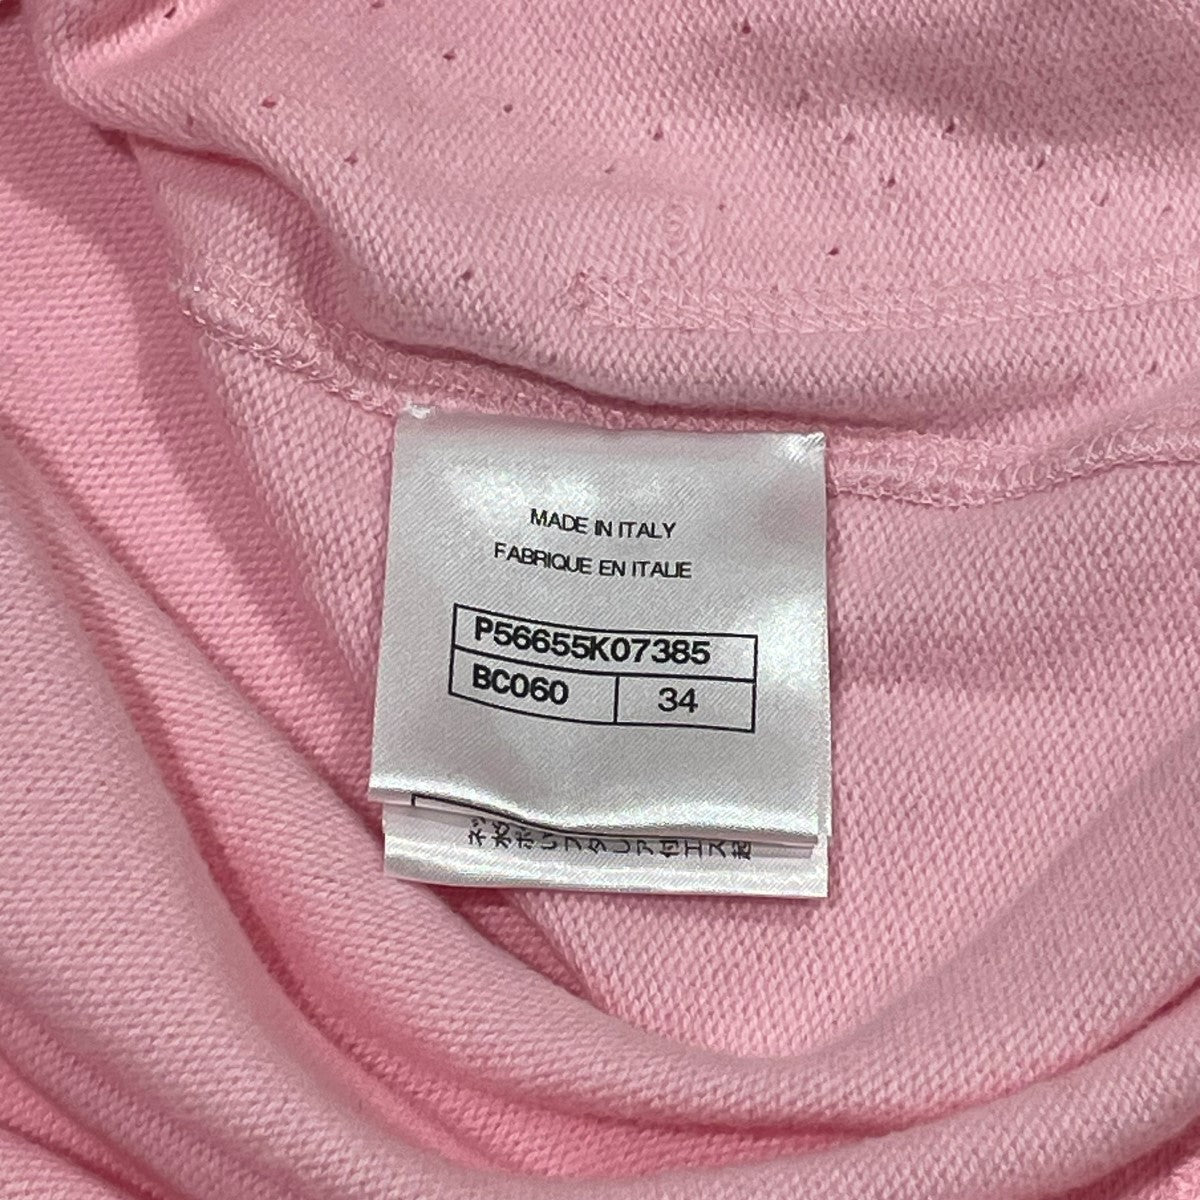 MADE IN ITALY
FABRIQUE EN ITALIE
P56655K07385
BC060 34